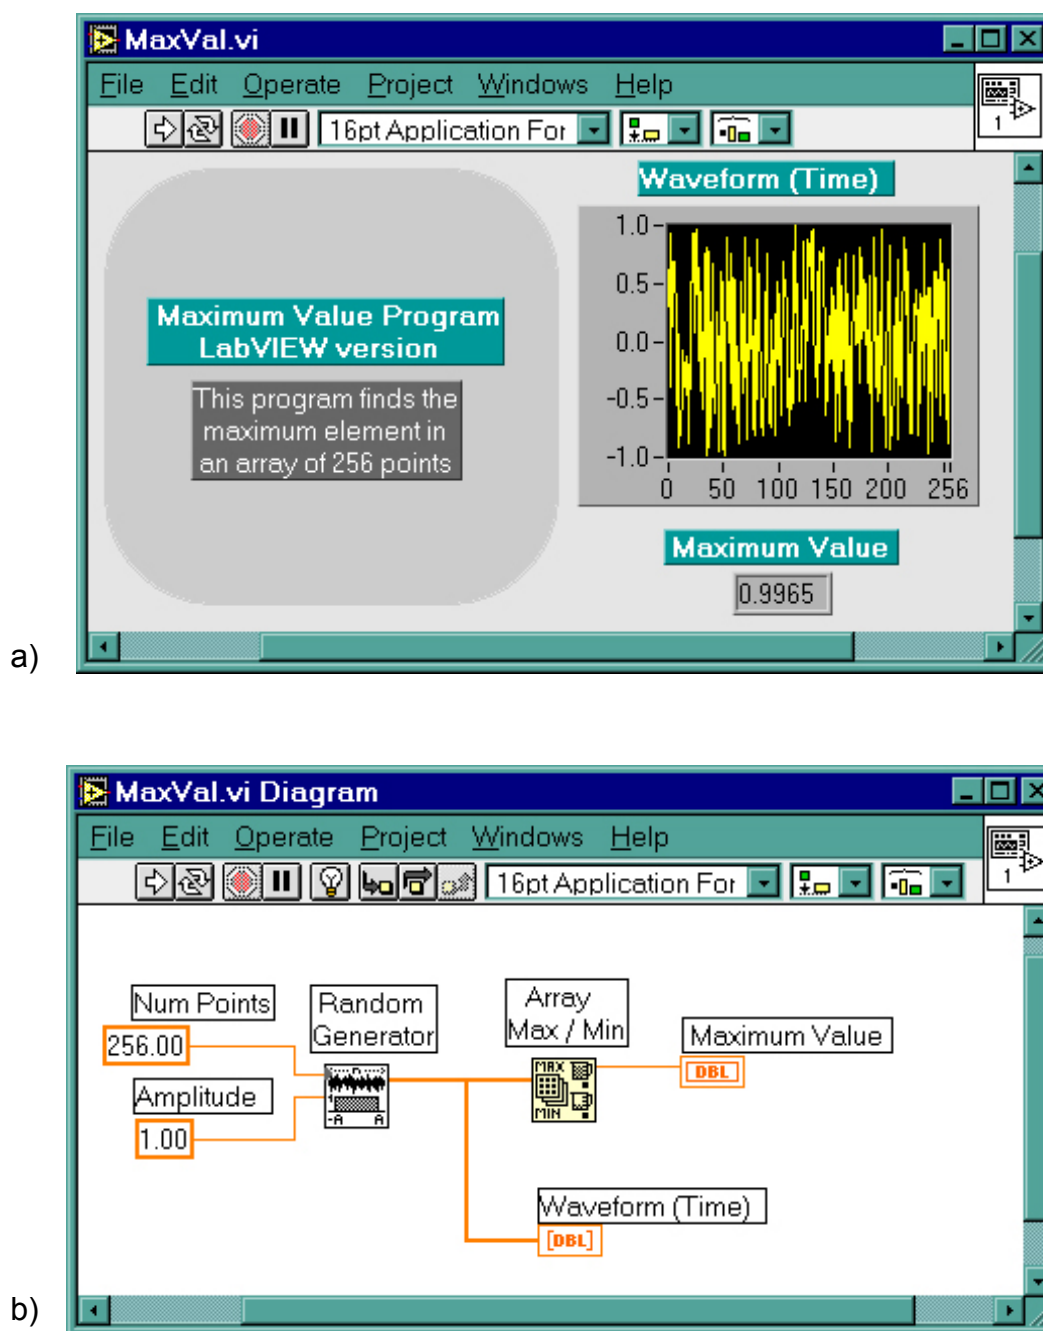 MaxVal.vi
File Edit Operate Project Windows Help
16pt Application For
1
Waveform (Time)
1.0
0.5
0.0
-0.5
-1.0
0 50 100 150 200 256
Maximum Value Program
LabVIEW version
This program finds the
maximum element in
an array of 256 points
Maximum Value
0.9965
a)
MaxVal.vi Diagram
File Edit Operate Project Windows Help
16pt Application For
1
Num Points
256.00
Amplitude
1.00
Random
Generator
-A A
Array
Max / Min
MAX
MIN
Maximum Value
DBL
Waveform (Time)
[DBL]
b)